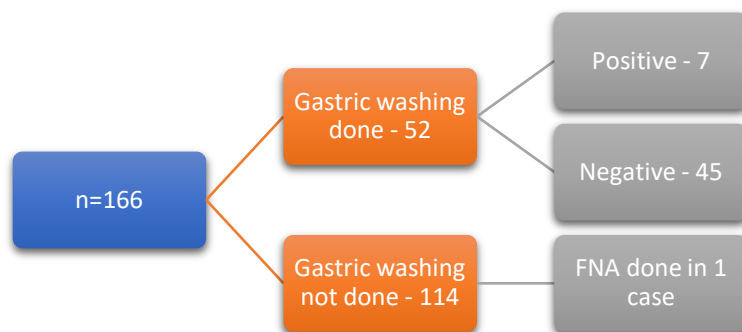 n=166
Gastric washing
done - 52
Positive - 7
Negative - 45
Gastric washing
not done - 114
FNA done in 1
case